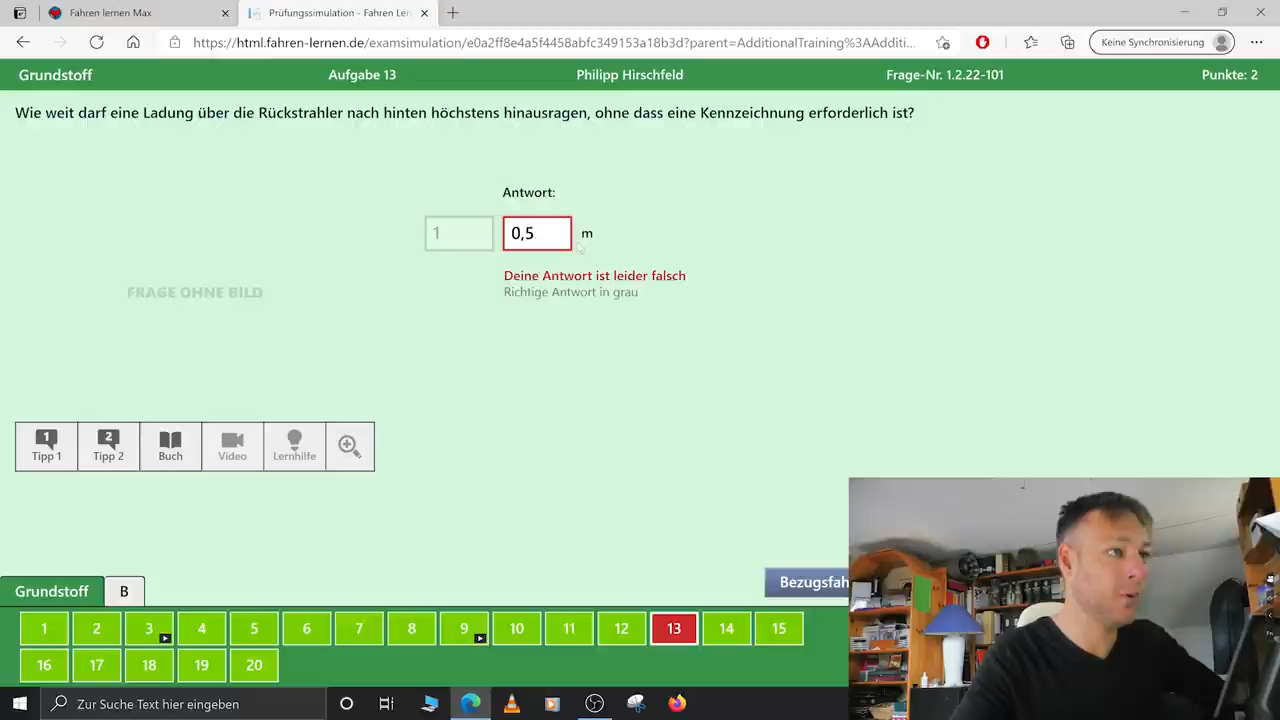 Fahren lernen Max
Prüfungssimulation - Fahren Ler
https://html.fahren-lernen.de/examsimulation/e0a2ff8e4a5f4458abfc349153a18b3d?parent=AdditionalTraining%3AAdditi...
Keine Synchronisierung
Grundstoff
Aufgabe 13
Philipp Hirschfeld
Frage-Nr. 1.2.22-101
Punkte: 2
Wie weit darf eine Ladung über die Rückstrahler nach hinten höchstens hinausragen, ohne dass eine Kennzeichnung erforderlich ist?
Antwort:
1
0,5
m
Deine Antwort ist leider falsch
Richtige Antwort in grau
FRAGE OHNE BILD
1
2
Tipp 1
Tipp 2
Buch
Video
Lernhilfe
Bezugsfah
Grundstoff
B
1 2 3 4 5 6 7 8 9 10 11 12 13 14 15
16 17 18 19 20
Zur Suche Text hier eingeben